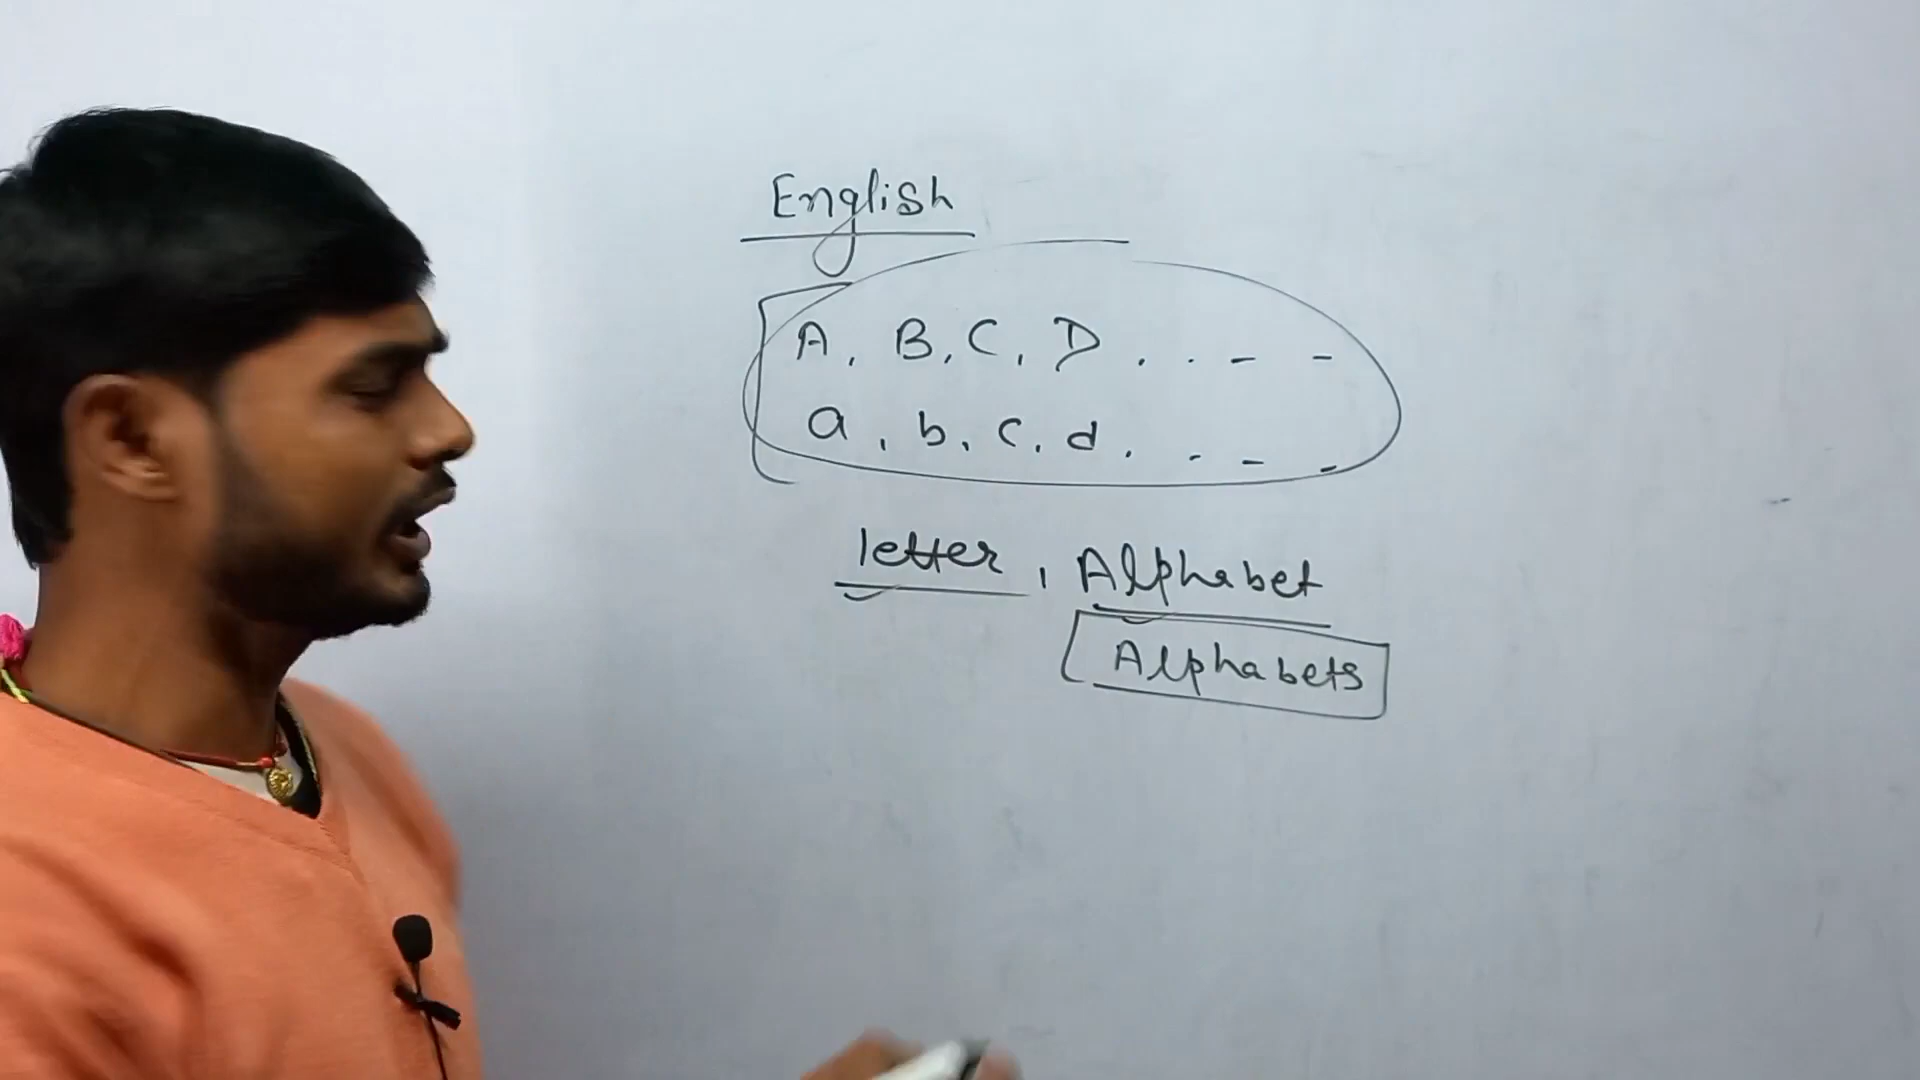 English
A, B, C, D . . - -
a, b, c, d . - - -
letter, Alphabet
Alphabets